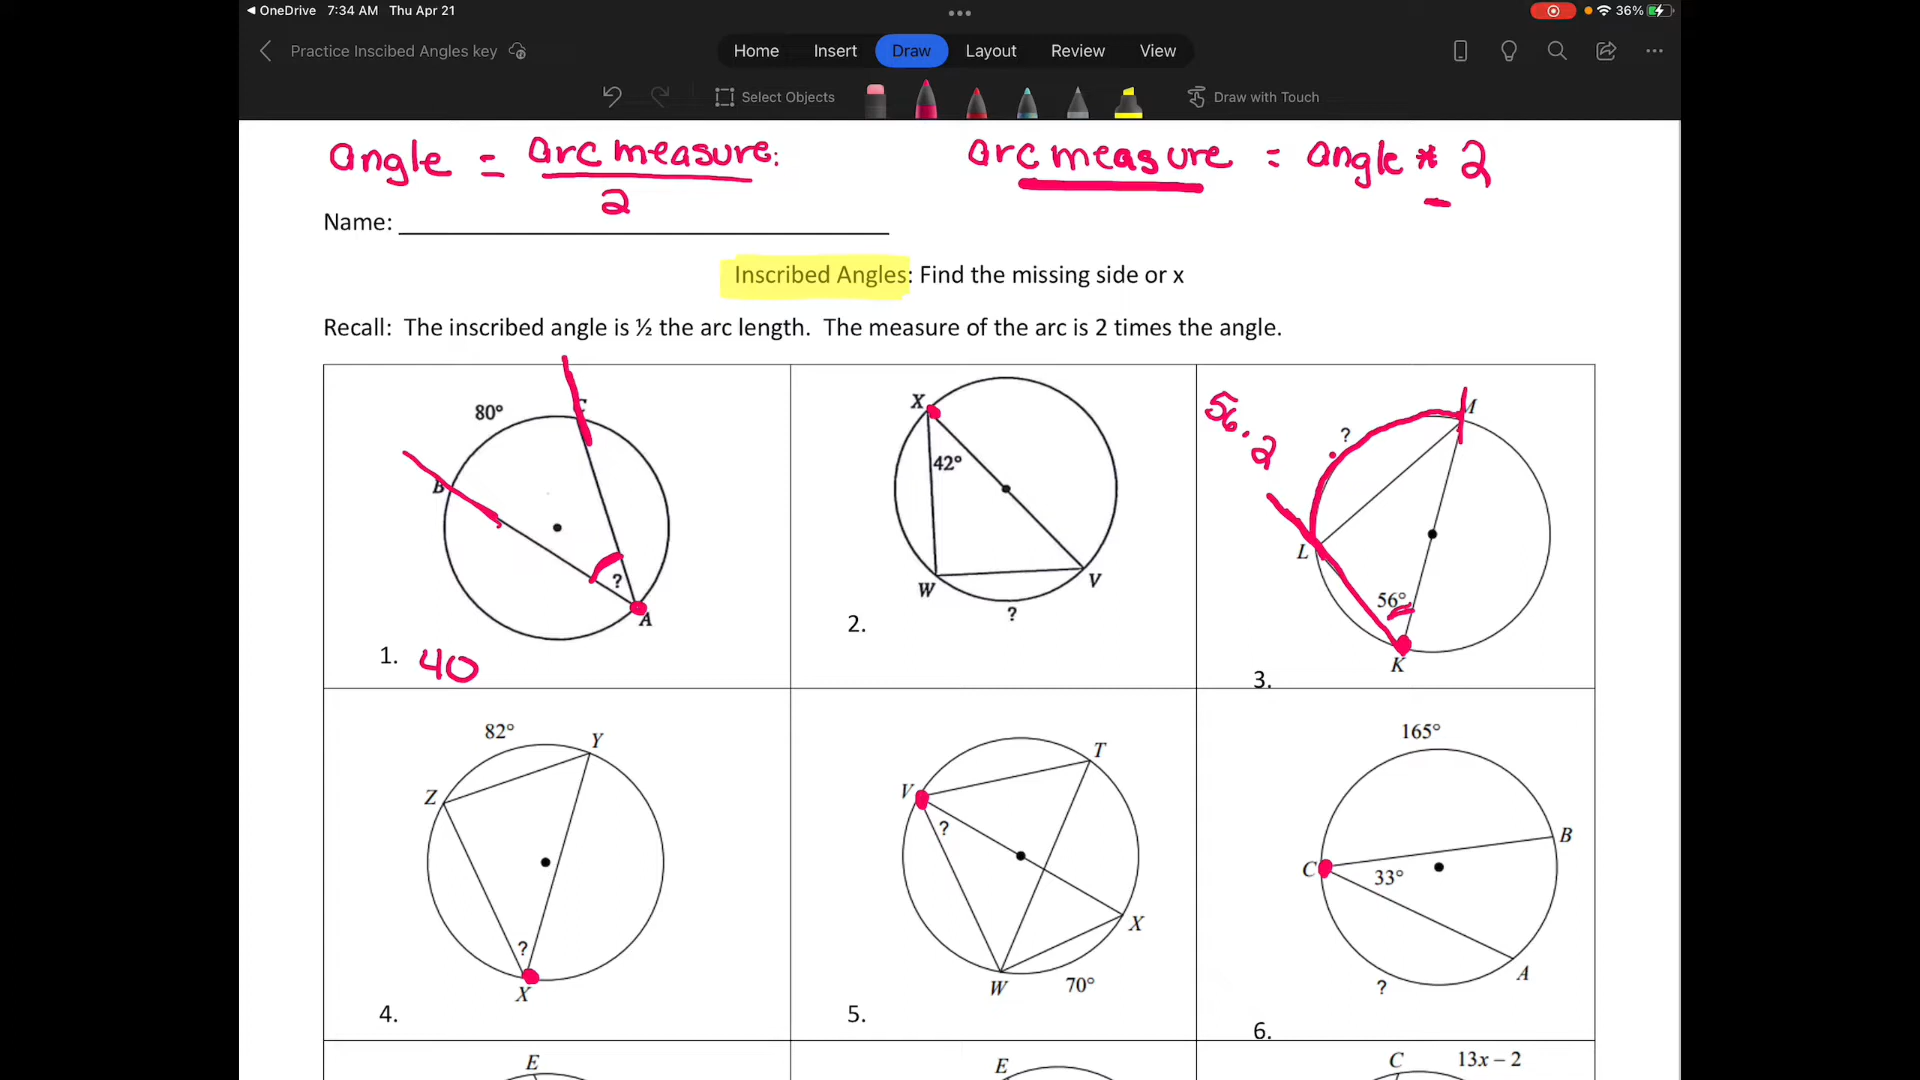 OneDrive 7:34 AM Thu Apr 21 36%
Practice Inscibed Angles key Home Insert Draw Layout Review View
Select Objects Draw with Touch
angle = arc measure: / 2 arc measure = angle * 2
Name: ____________________
Inscribed Angles: Find the missing side or x
Recall: The inscribed angle is ½ the arc length. The measure of the arc is 2 times the angle.
80° C
B
?
A
1. 40
X
42°
W V
?
2.
56 · 2
M
?
L
56°
K
3.
82° Y
Z
?
X
4.
T
V
?
X
W 70°
5.
165°
B
C 33°
A
?
6.
E
E
C 13x – 2